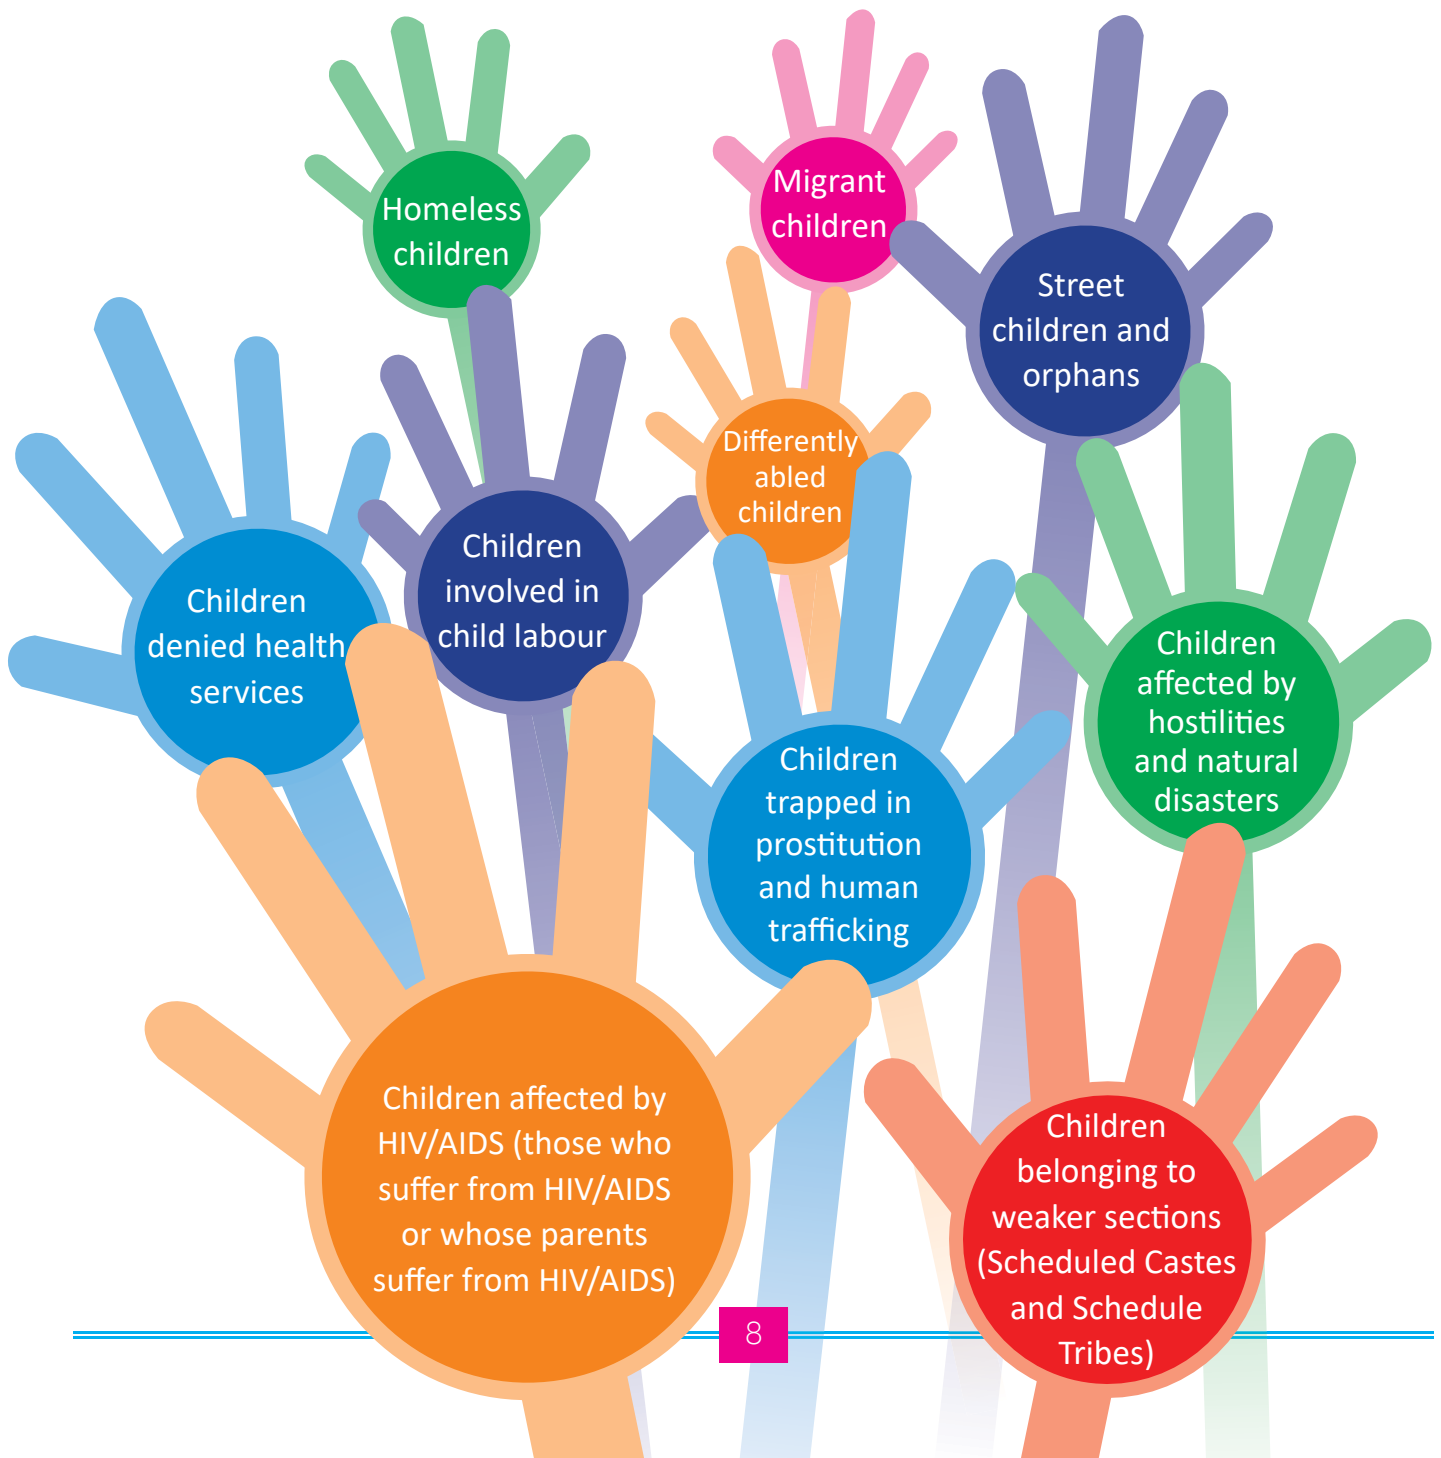 Homeless
children
Migrant
children
Street
children and
orphans
Differently
abled
children
Children
involved in
child labour
Children
denied health
services
Children
affected by
hostilities
and natural
disasters
Children
trapped in
prostitution
and human
trafficking
Children affected by
HIV/AIDS (those who
suffer from HIV/AIDS
or whose parents
suffer from HIV/AIDS)
Children
belonging to
weaker sections
(Scheduled Castes
and Schedule
Tribes)
8